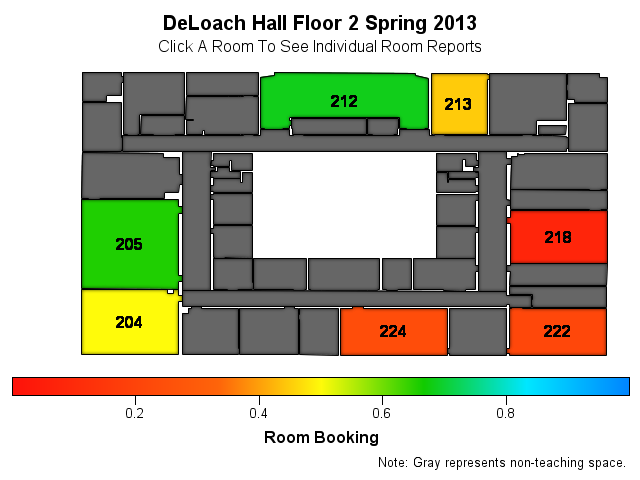 DeLoach Hall Floor 2 Spring 2013
Click A Room To See Individual Room Reports
212
213
205
218
204
224
222
0.2
0.4
0.6
0.8
Room Booking
Note: Gray represents non-teaching space.